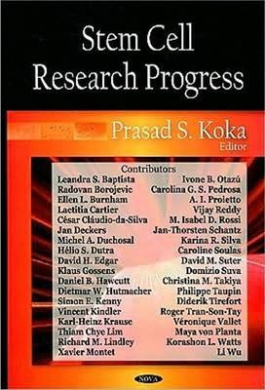 Stem Cell
Research Progress
Prasad S. Koka
Editor
Contributors
Leandra S. Baptista
Radovan Borojevic
Ellen L. Burnham
Laetitia Cartier
César Cláudio-da-Silva
Jan Deckers
Michel A. Duchosal
Hélio S. Dutra
David H. Edgar
Klaus Gossens
Daniel B. Hawcutt
Dietmar W. Hutmacher
Simon E. Kenny
Vincent Kindler
Karl-Heinz Krause
Thiam Chye Lim
Richard M. Lindley
Xavier Montet
Ivone B. Otazú
Carolina G. S. Pedrosa
A. I. Proietto
Vijay Reddy
M. Isabel D. Rossi
Jan-Thorsten Schantz
Karina R. Silva
Caroline Soulas
David M. Suter
Domizio Suva
Christina M. Takiya
Philippe Taupin
Diderik Tirefort
Roger Tran-Son-Tay
Véronique Vallet
Maya von Planta
Korashon L. Watts
Li Wu
NOVA